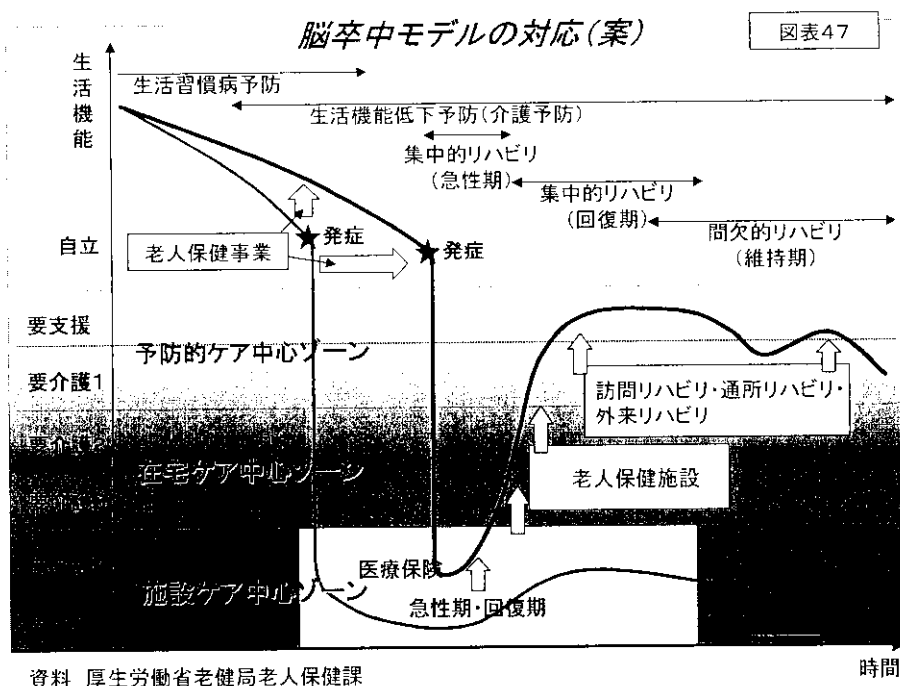 脳卒中モデルの対応(案)
図表47
生活機能
生活習慣病予防
生活機能低下予防(介護予防)
集中的リハビリ
(急性期)
集中的リハビリ
(回復期)
間欠的リハビリ
(維持期)
自立
老人保健事業
発症
発症
要支援
予防的ケア中心ゾーン
要介護1
訪問リハビリ・通所リハビリ・
外来リハビリ
在宅ケア中心ゾーン
老人保健施設
医療保険
施設ケア中心ゾーン
急性期・回復期
時間
資料 厚生労働省老健局老人保健課